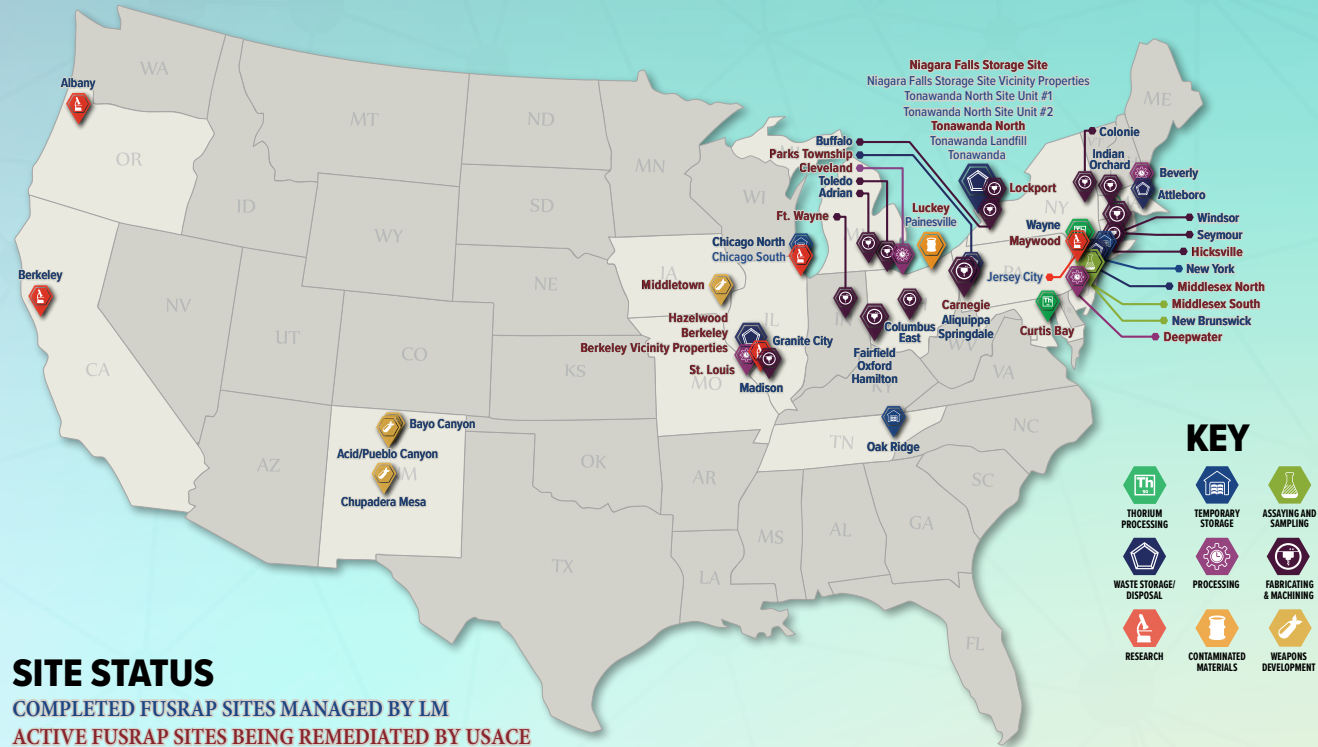 Niagara Falls Storage Site
Niagara Falls Storage Site Vicinity Properties
Tonawanda North Site Unit #1
Tonawanda North Site Unit #2
Tonawanda North
Tonawanda Landfill
Tonawanda
Albany
WA
MT
ND
MN
ME
OR
ID
WY
SD
WI
NY
Buffalo
Parks Township
Cleveland
Toledo
Adrian
Ft. Wayne
Colonie
Indian
Orchard
Beverly
Attleboro
Lockport
Luckey
Painesville
Wayne
Maywood
Jersey City
Windsor
Seymour
Hicksville
New York
Middlesex North
Middlesex South
New Brunswick
Deepwater
Chicago North
Chicago South
Berkeley
Middletown
IA
NE
NV
UT
CO
CA
KS
MO
IL
Hazelwood
Berkeley
Berkeley Vicinity Properties
St. Louis
Granite City
Madison
Columbus
East
Carnegie
Aliquippa
Springdale
Curtis Bay
Fairfield
Oxford
Hamilton
PA
IN
KY
WV
VA
Bayo Canyon
Acid/Pueblo Canyon
Chupadera Mesa
Oak Ridge
AZ
OK
AR
TN
NC
SC
TX
LA
MS
AL
GA
FL
KEY
Th
90
THORIUM
PROCESSING
TEMPORARY
STORAGE
ASSAYING AND
SAMPLING
WASTE STORAGE/
DISPOSAL
PROCESSING
FABRICATING
& MACHINING
RESEARCH
CONTAMINATED
MATERIALS
WEAPONS
DEVELOPMENT
SITE STATUS
COMPLETED FUSRAP SITES MANAGED BY LM
ACTIVE FUSRAP SITES BEING REMEDIATED BY USACE